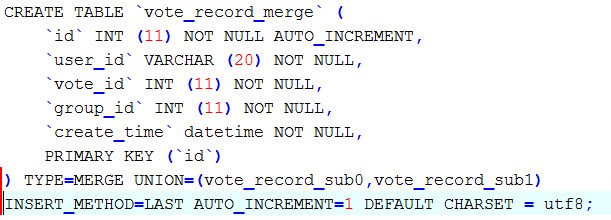 CREATE TABLE `vote_record_merge` (
    `id` INT (11) NOT NULL AUTO_INCREMENT,
    `user_id` VARCHAR (20) NOT NULL,
    `vote_id` INT (11) NOT NULL,
    `group_id` INT (11) NOT NULL,
    `create_time` datetime NOT NULL,
    PRIMARY KEY (`id`)
) TYPE=MERGE UNION=(vote_record_sub0,vote_record_sub1)
INSERT_METHOD=LAST AUTO_INCREMENT=1 DEFAULT CHARSET = utf8;